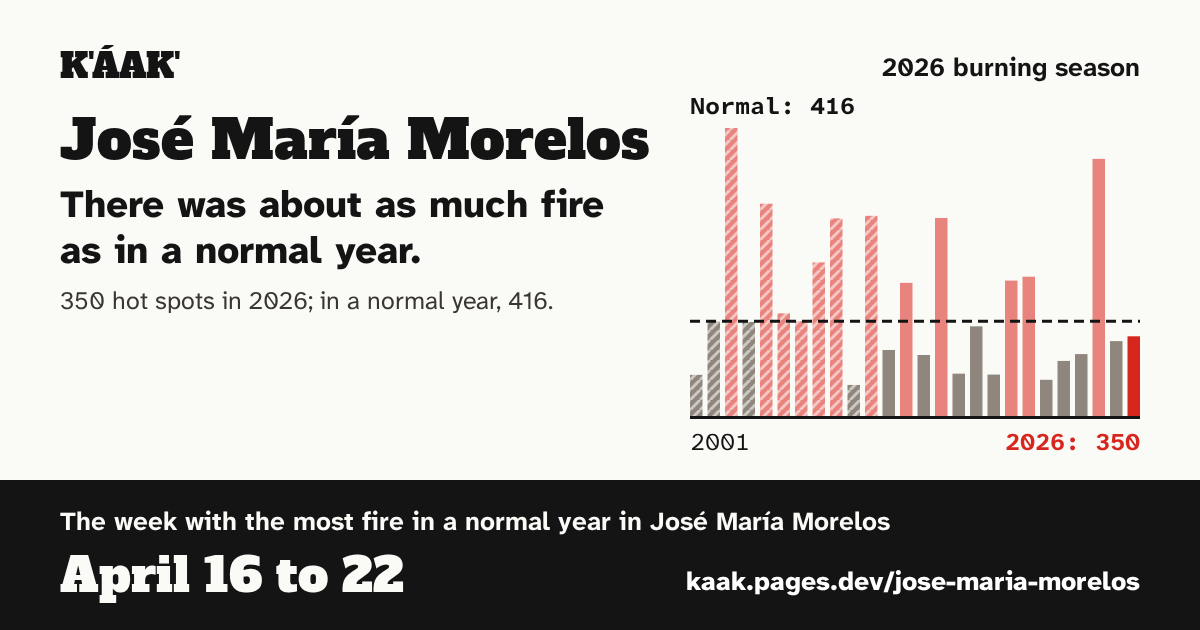 K'ÁAK'
José María Morelos
There was about as much fire
as in a normal year.
350 hot spots in 2026; in a normal year, 416.
2026 burning season
Normal: 416
2001
2026: 350
The week with the most fire in a normal year in José María Morelos
April 16 to 22
kaak.pages.dev/jose-maria-morelos